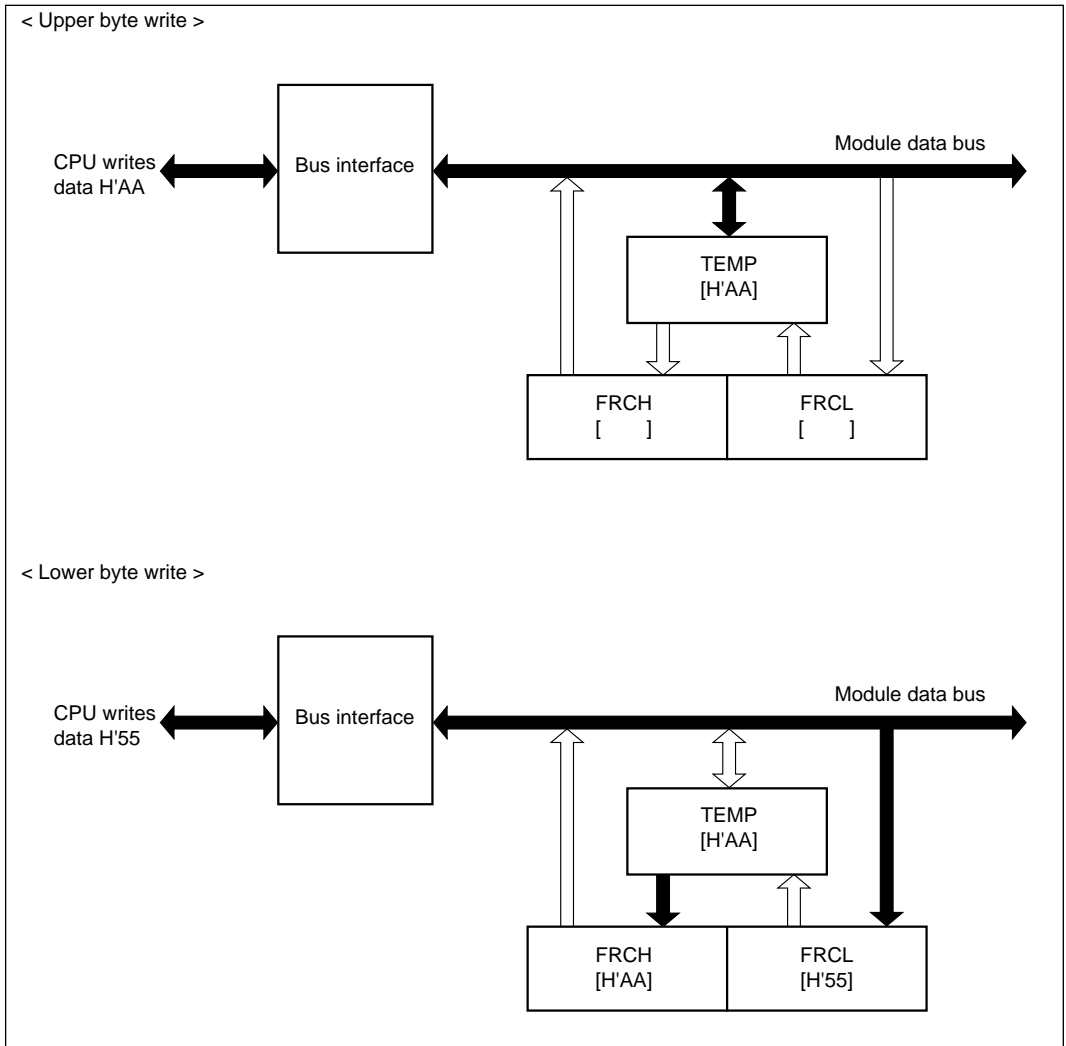 < Upper byte write >
Module data bus
CPU writes
data H'AA
Bus interface
TEMP
[H'AA]
FRCH
[ ]
FRCL
[ ]
< Lower byte write >
Module data bus
CPU writes
data H'55
Bus interface
TEMP
[H'AA]
FRCH
[H'AA]
FRCL
[H'55]